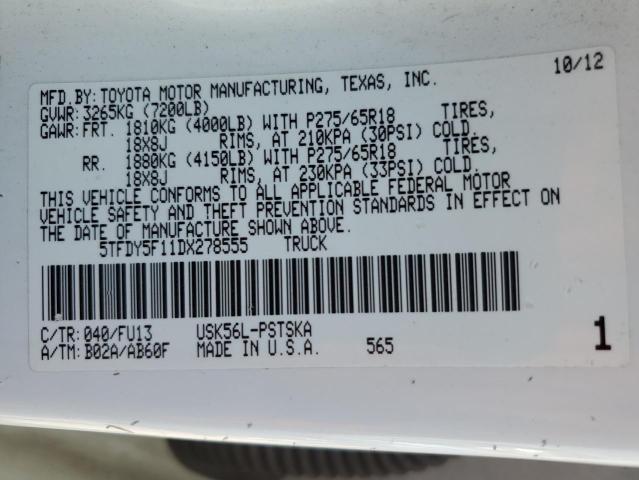 MFD.BY:TOYOTA MOTOR MANUFACTURING, TEXAS, INC. 10/12
GVWR:3265KG (7200LB)
GAWR:FRT. 1810KG (4000LB) WITH P275/65R18 TIRES,
18X8J RIMS, AT 210KPA (30PSI) COLD.
RR. 1880KG (4150LB) WITH P275/65R18 TIRES,
18X8J RIMS, AT 230KPA (33PSI) COLD.
THIS VEHICLE CONFORMS TO ALL APPLICABLE FEDERAL MOTOR
VEHICLE SAFETY AND THEFT PREVENTION STANDARDS IN EFFECT ON
THE DATE OF MANUFACTURE SHOWN ABOVE.
5TFDY5F11DX278555 TRUCK
C/TR:040/FU13 USK56L-PSTSKA
A/TM:B02A/AB60F MADE IN U.S.A. 565 1